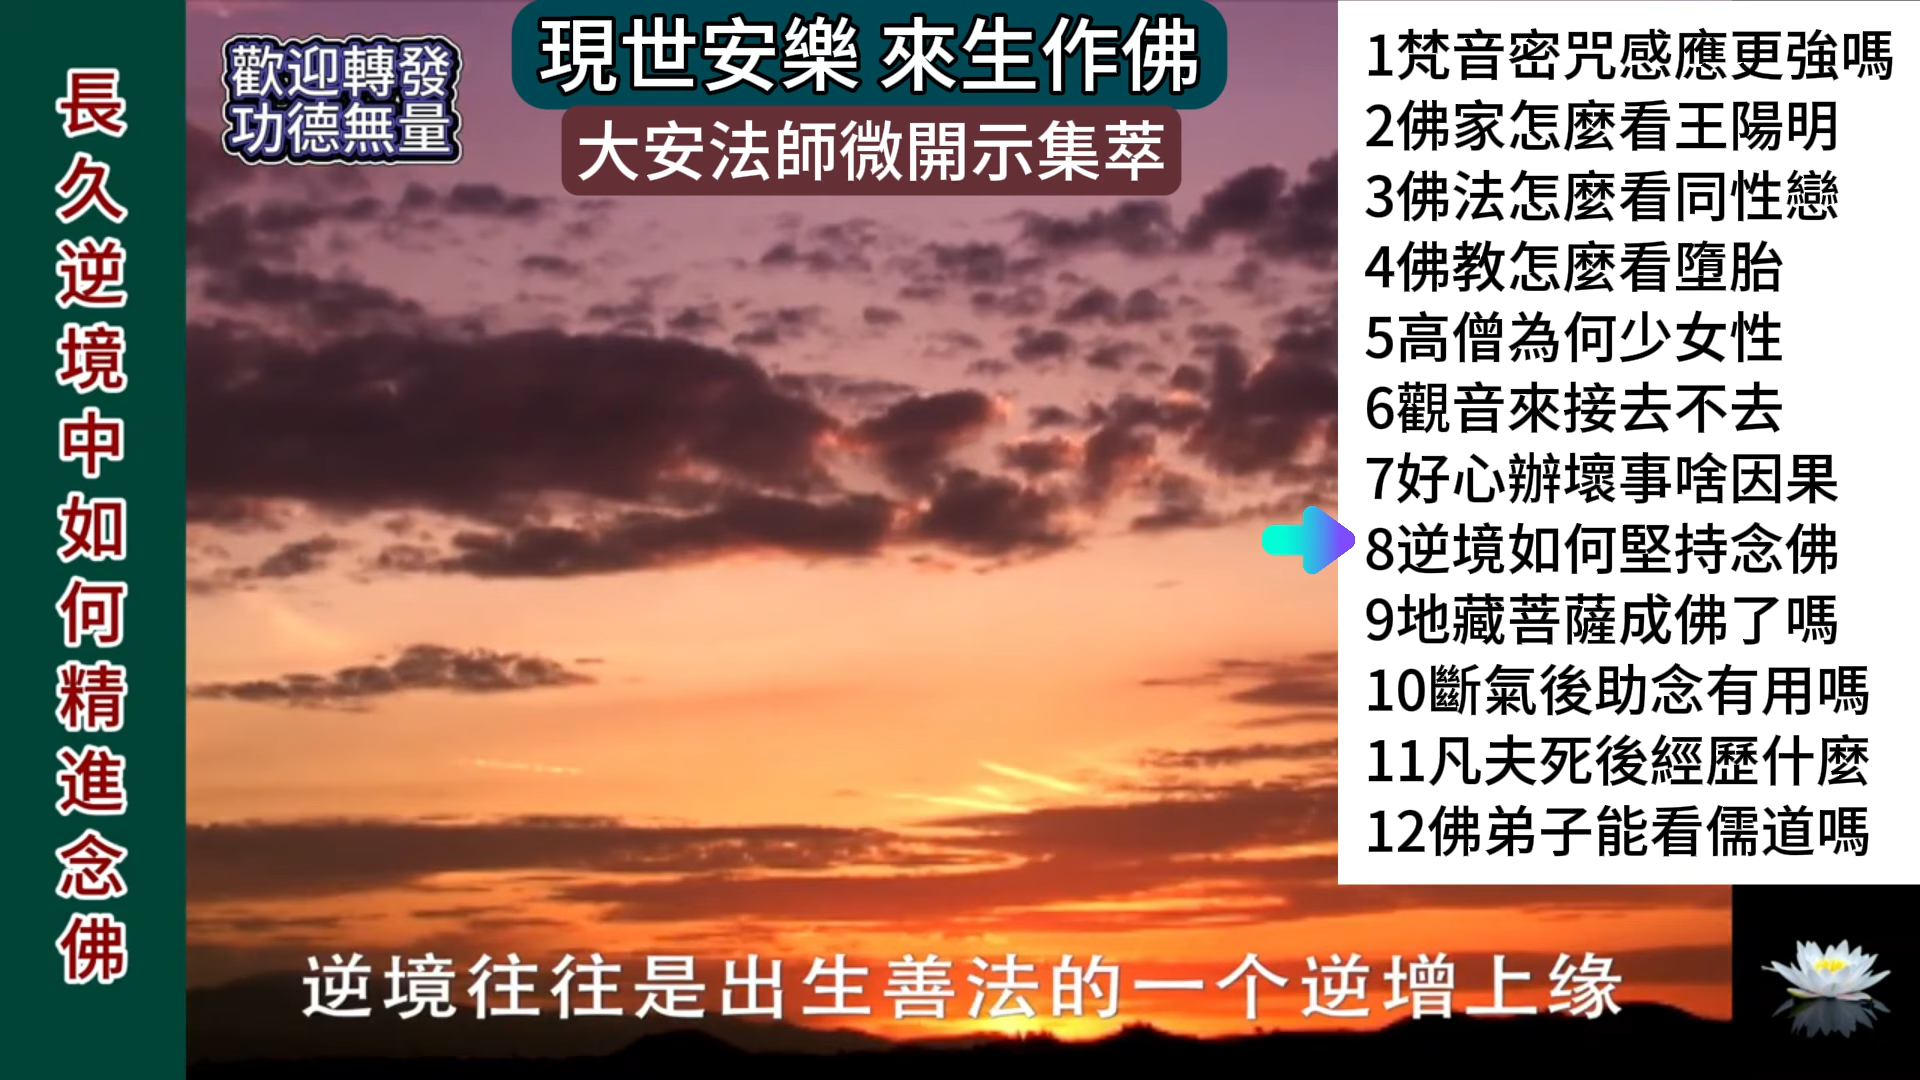 長久逆境中如何精進念佛
歡迎轉發
功德無量
現世安樂 來生作佛
大安法師微開示集萃
1梵音密咒感應更強嗎
2佛家怎麼看王陽明
3佛法怎麼看同性戀
4佛教怎麼看墮胎
5高僧為何少女性
6觀音來接去不去
7好心辦壞事啥因果
8逆境如何堅持念佛
9地藏菩薩成佛了嗎
10斷氣後助念有用嗎
11凡夫死後經歷什麼
12佛弟子能看儒道嗎
逆境往往是出生善法的一个逆增上缘